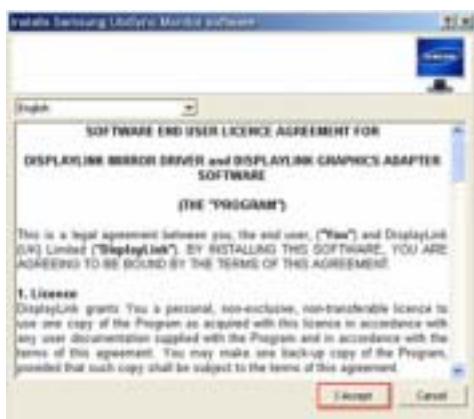 Installs Samsung UbiSync Monitor software
English
SOFTWARE END USER LICENCE AGREEMENT FOR
DISPLAYLINK MIRROR DRIVER and DISPLAYLINK GRAPHICS ADAPTER
SOFTWARE
(THE "PROGRAM")
This is a legal agreement between you, the end user, ("You") and DisplayLink
(UK) Limited ("DisplayLink"). BY INSTALLING THIS SOFTWARE, YOU ARE
AGREEING TO BE BOUND BY THE TERMS OF THIS AGREEMENT.
1. Licence
DisplayLink grants You a personal, non-exclusive, non-transferable licence to
use one copy of the Program as acquired with this licence in accordance with
any user documentation supplied with the Program and in accordance with the
terms of this agreement. You may make one back-up copy of the Program,
provided that such copy shall be subject to the terms of this agreement.
I Accept
Cancel